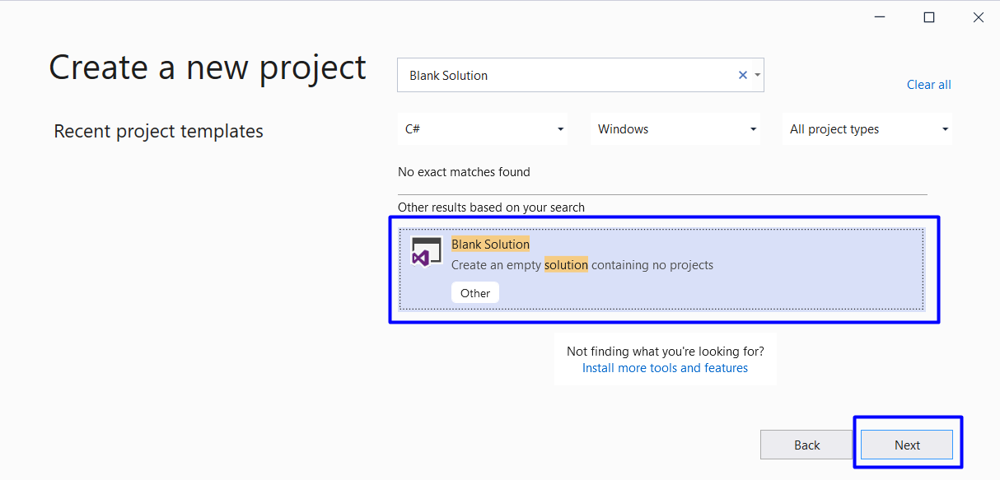 Create a new project
Recent project templates
Blank Solution
Clear all
C#
Windows
All project types
No exact matches found
Other results based on your search
Blank Solution
Create an empty solution containing no projects
Other
Not finding what you're looking for?
Install more tools and features
Back
Next